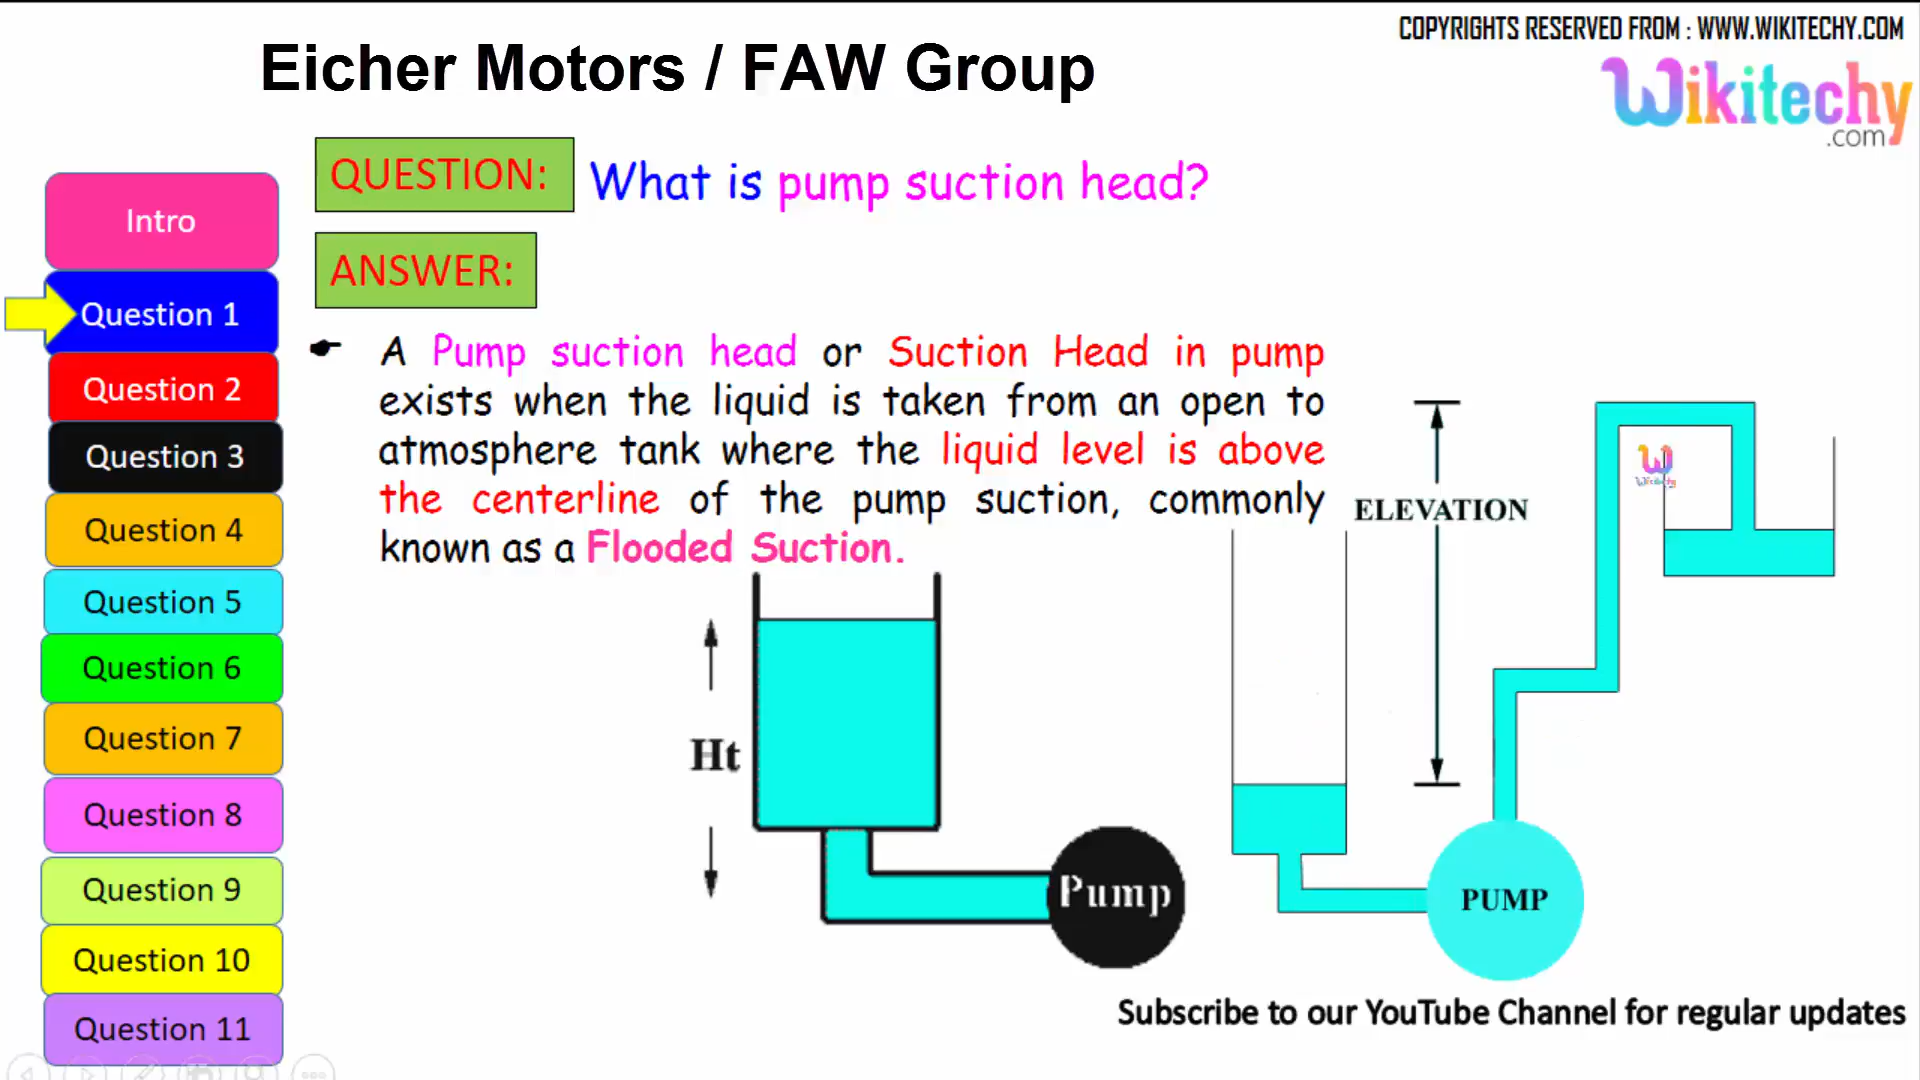 COPYRIGHTS RESERVED FROM : WWW.WIKITECHY.COM
Eicher Motors / FAW Group
Wikitechy
.com
QUESTION: What is pump suction head?
ANSWER:
Intro
Question 1
Question 2
Question 3
Question 4
Question 5
Question 6
Question 7
Question 8
Question 9
Question 10
Question 11
A Pump suction head or Suction Head in pump
exists when the liquid is taken from an open to
atmosphere tank where the liquid level is above
the centerline of the pump suction, commonly
known as a Flooded Suction.
Ht
Pump
ELEVATION
Wikitechy
PUMP
Subscribe to our YouTube Channel for regular updates